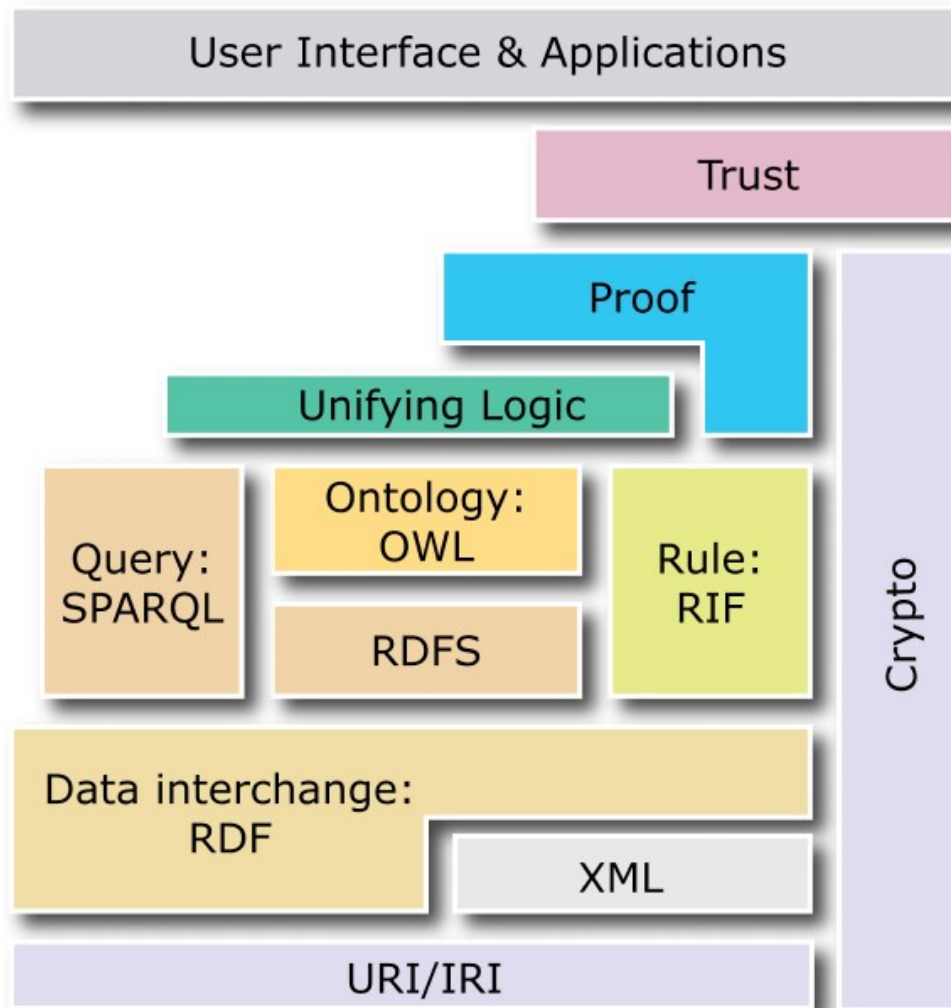 User Interface & Applications
Trust
Proof
Unifying Logic
Query:
SPARQL
Ontology:
OWL
RDFS
Rule:
RIF
Crypto
Data interchange:
RDF
XML
URI/IRI